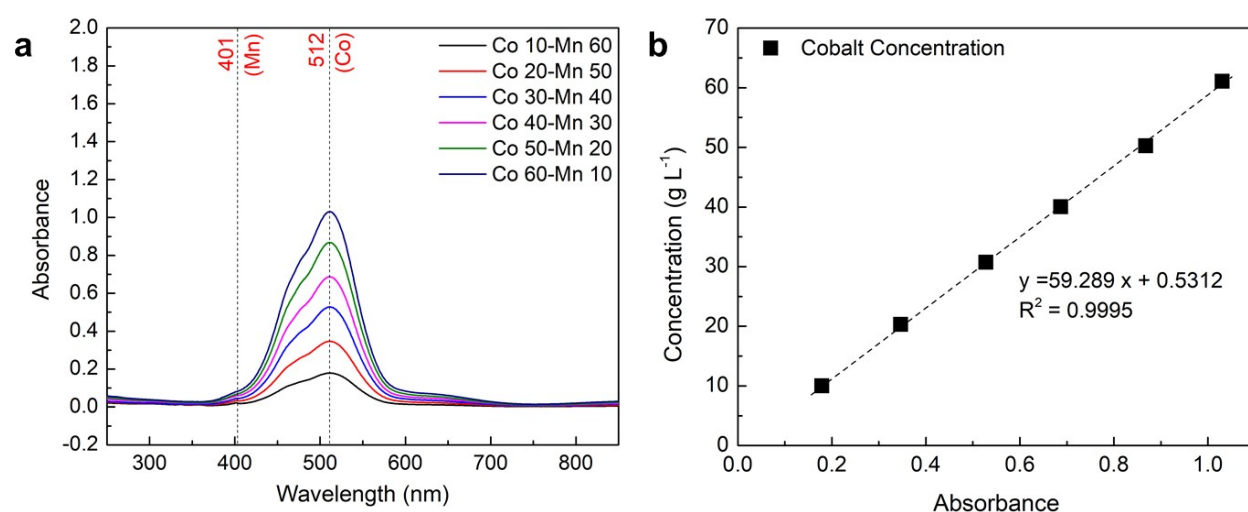 a
401
(Mn)
512
(Co)
Co 10-Mn 60
Co 20-Mn 50
Co 30-Mn 40
Co 40-Mn 30
Co 50-Mn 20
Co 60-Mn 10
2.0
1.8
1.6
1.4
1.2
1.0
0.8
0.6
0.4
0.2
0.0
-0.2
Absorbance
300 400 500 600 700 800
Wavelength (nm)
b
Cobalt Concentration
70
60
50
40
30
20
10
0
Concentration (g L⁻¹)
y =59.289 x + 0.5312
R² = 0.9995
0.0 0.2 0.4 0.6 0.8 1.0
Absorbance